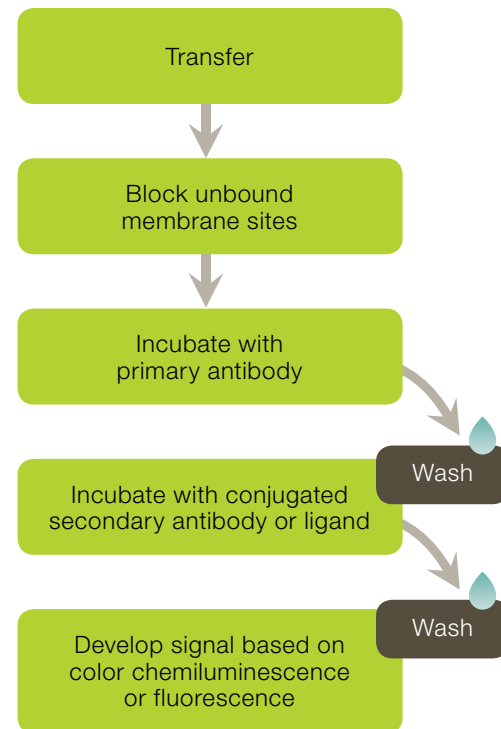 Transfer
Block unbound
membrane sites
Incubate with
primary antibody
Wash
Incubate with conjugated
secondary antibody or ligand
Wash
Develop signal based on
color chemiluminescence
or fluorescence